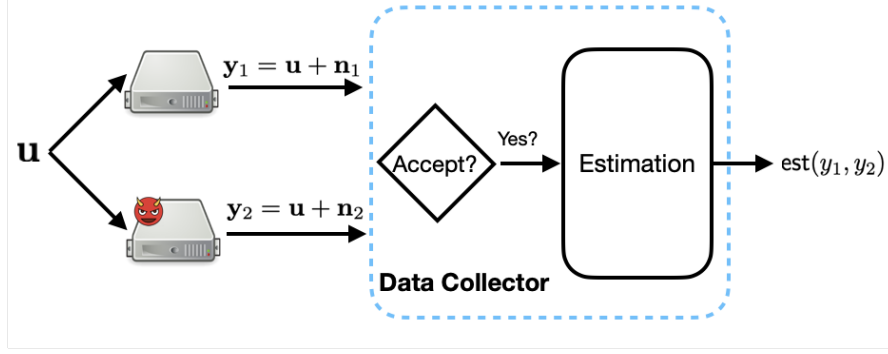 u
y₁ = u + n₁
y₂ = u + n₂
Accept?
Yes?
Estimation
Data Collector
est(y₁, y₂)